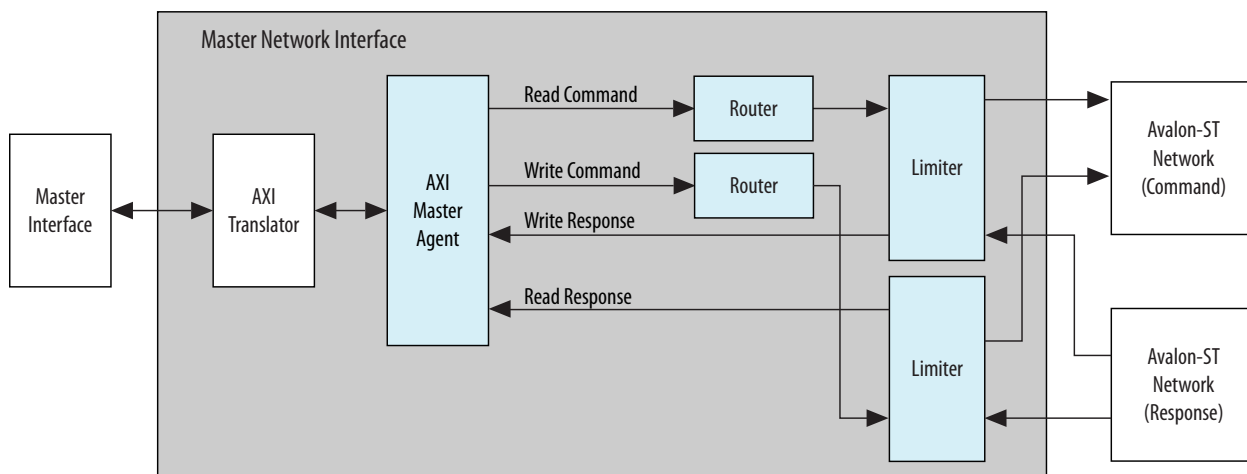 Master Network Interface
Master
Interface
AXI
Translator
AXI
Master
Agent
Read Command
Write Command
Write Response
Read Response
Router
Router
Limiter
Limiter
Avalon-ST
Network
(Command)
Avalon-ST
Network
(Response)